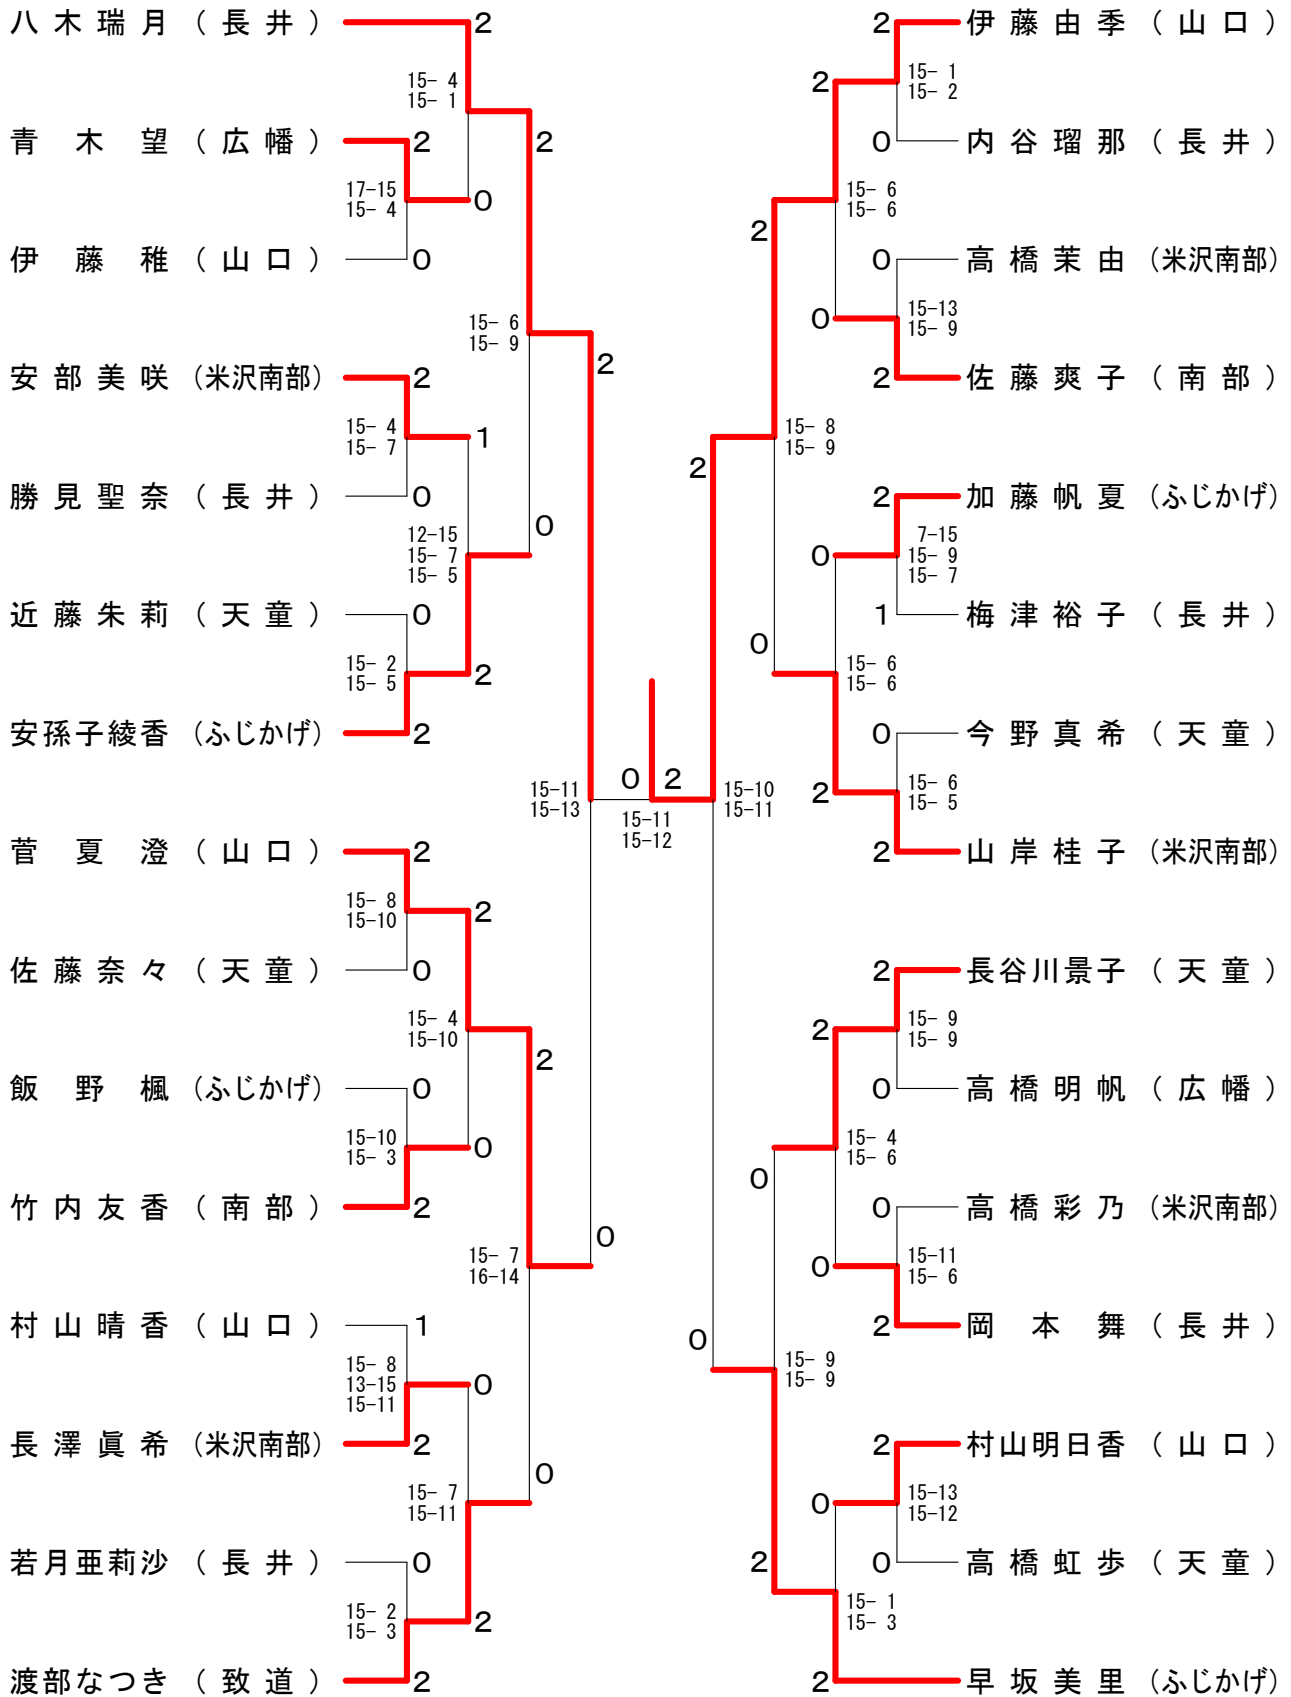 八木瑞月（長井） 2
15- 4
15- 1
青木望（広幡） 2
2
17-15
15- 4
0
伊藤稚（山口） 0
15- 6
15- 9
2
安部美咲（米沢南部） 2
15- 4
15- 7
1
勝見聖奈（長井） 0
0
12-15
15- 7
15- 5
近藤朱莉（天童） 0
15- 2
15- 5
2
安孫子綾香（ふじかげ） 2
15-11
15-13
菅夏澄（山口） 2
15- 8
15-10
2
佐藤奈々（天童） 0
15- 4
15-10
2
飯野楓（ふじかげ） 0
15-10
15- 3
0
竹内友香（南部） 2
0
15- 7
16-14
村山晴香（山口） 1
15- 8
13-15
15-11
0
長澤眞希（米沢南部） 2
0
15- 7
15-11
若月亜莉沙（長井） 0
15- 2
15- 3
2
渡部なつき（致道） 2
0 2
15-11
15-12
2 伊藤由季（山口）
2
15- 1
15- 2
0 内谷瑠那（長井）
15- 6
15- 6
2
0 高橋茉由（米沢南部）
0
15-13
15- 9
2 佐藤爽子（南部）
15- 8
15- 9
2
2 加藤帆夏（ふじかげ）
0
7-15
15- 9
15- 7
1 梅津裕子（長井）
0
15- 6
15- 6
0 今野真希（天童）
2
15- 6
15- 5
2 山岸桂子（米沢南部）
15-10
15-11
2 長谷川景子（天童）
2
15- 9
15- 9
0 高橋明帆（広幡）
15- 4
15- 6
0
0 高橋彩乃（米沢南部）
0
15-11
15- 6
2 岡本舞（長井）
0
15- 9
15- 9
2 村山明日香（山口）
0
15-13
15-12
2
0 高橋虹歩（天童）
15- 1
15- 3
2 早坂美里（ふじかげ）